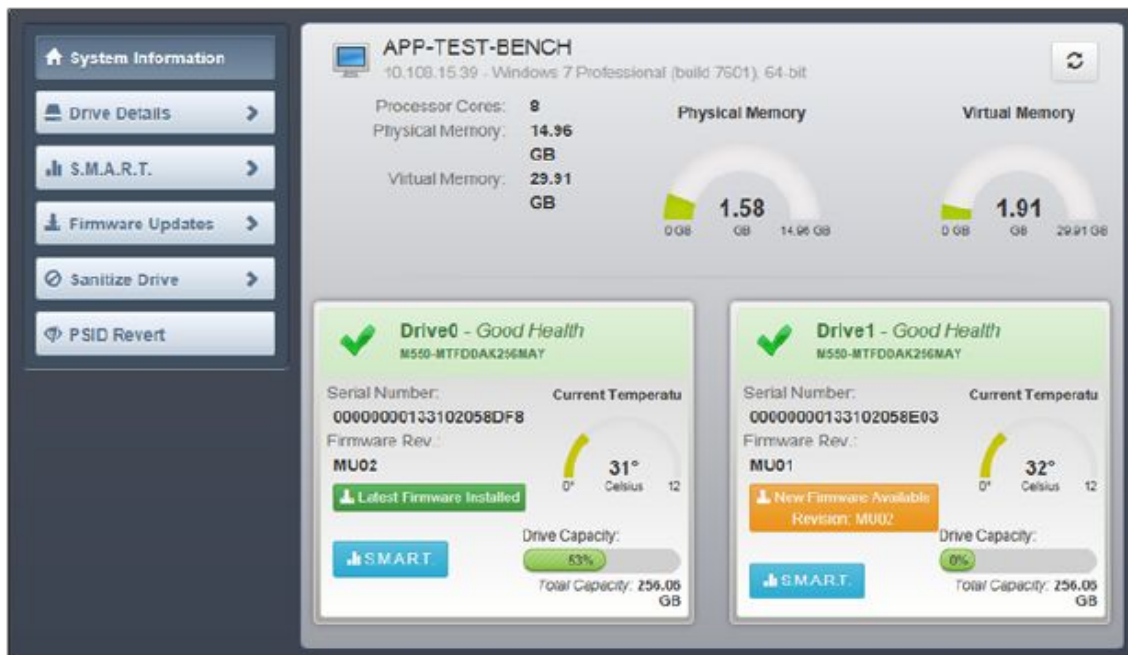 System Information
Drive Details
S.M.A.R.T.
Firmware Updates
Sanitize Drive
PSID Revert
APP-TEST-BENCH
10.108.15.39 - Windows 7 Professional (build 7601), 64-bit
Processor Cores: 8
Physical Memory: 14.96
GB
Virtual Memory: 29.91
GB
Physical Memory
1.58
0 GB GB 14.96 GB
Virtual Memory
1.91
0 GB GB 29.91 GB
Drive0 - Good Health
M550-MTFDDAK256MAY
Serial Number:
00000000133102058DF8
Firmware Rev.:
MU02
Latest Firmware Installed
S.M.A.R.T.
Current Temperatu
31°
0° Celsius 12
Drive Capacity:
53%
Total Capacity: 256.06
GB
Drive1 - Good Health
M550-MTFDDAK256MAY
Serial Number:
00000000133102058E03
Firmware Rev.:
MU01
New Firmware Available
Revision: MU02
S.M.A.R.T.
Current Temperatu
32°
0° Celsius 12
Drive Capacity:
0%
Total Capacity: 256.06
GB